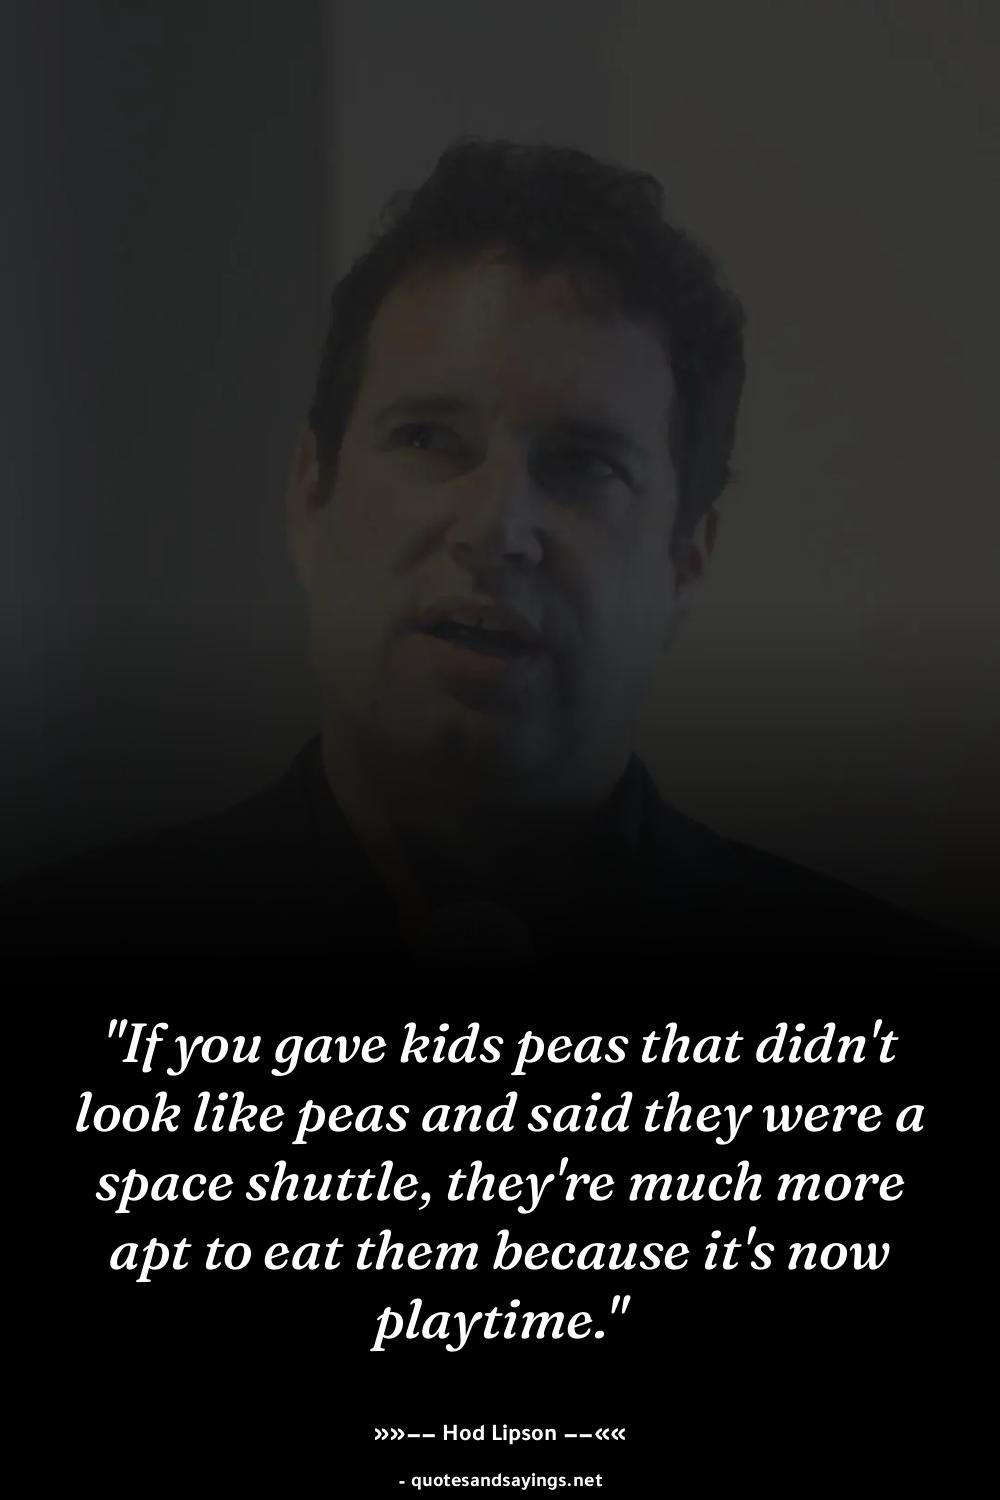 "If you gave kids peas that didn't
look like peas and said they were a
space shuttle, they're much more
apt to eat them because it's now
playtime."
»»—— Hod Lipson ——««
- quotesandsayings.net